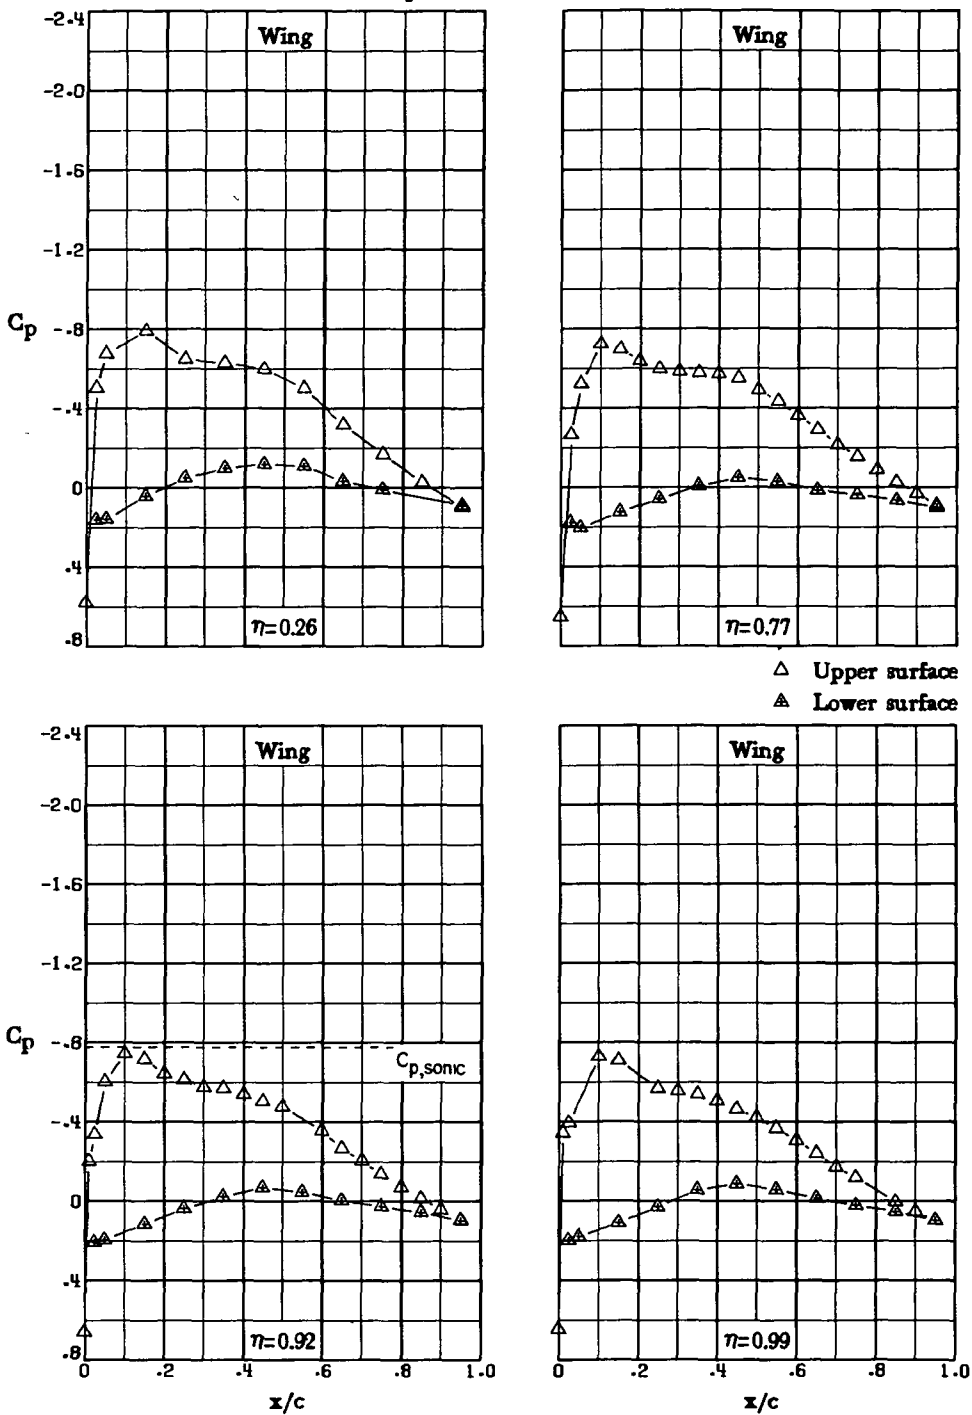 Wing
Wing
-2.4
-2.0
-1.6
-1.2
-.8
-.4
0
.4
.8
Cp
η=0.26
η=0.77
△ Upper surface
Lower surface
Wing
Wing
-2.4
-2.0
-1.6
-1.2
-.8
-.4
0
.4
.8
Cp
Cp,sonic
η=0.92
η=0.99
0 .2 .4 .6 .8 1.0
0 .2 .4 .6 .8 1.0
x/c
x/c